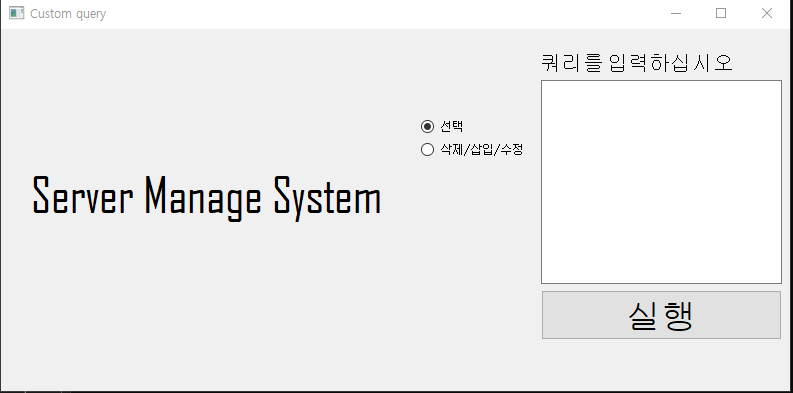 Custom query
쿼리를 입력하십시오
선택
삭제/삽입/수정
Server Manage System
실행